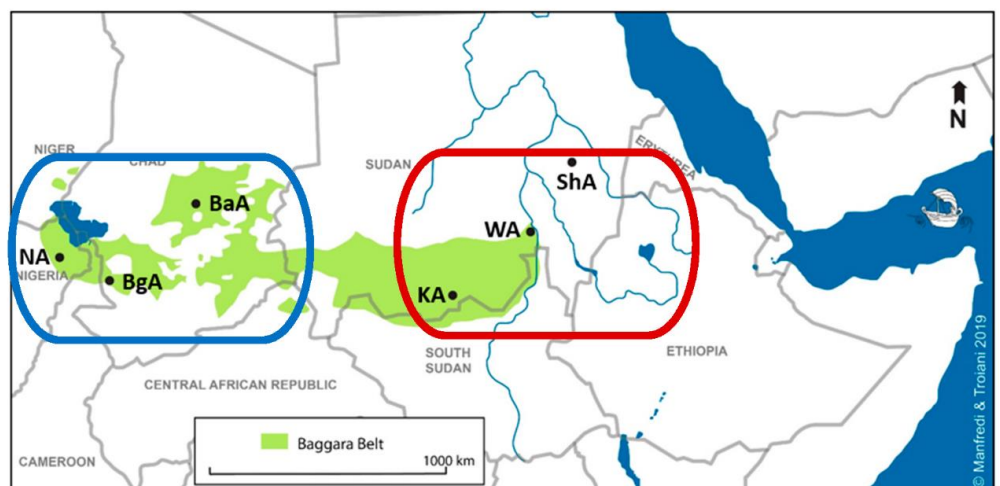 N
NIGER
CHAD
SUDAN
ERYTHREA
ShA
BaA
WA
NA
NIGERIA
BgA
KA
SOUTH
SUDAN
ETHIOPIA
CENTRAL AFRICAN REPUBLIC
Baggara Belt
1000 km
CAMEROON
© Manfredi & Troiani 2019